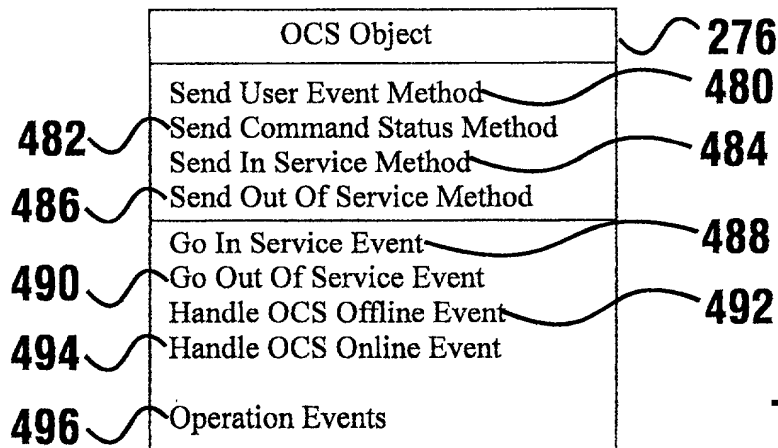 OCS Object
276
Send User Event Method
480
482
Send Command Status Method
Send In Service Method
484
486
Send Out Of Service Method
Go In Service Event
488
490
Go Out Of Service Event
Handle OCS Offline Event
492
494
Handle OCS Online Event
496
Operation Events